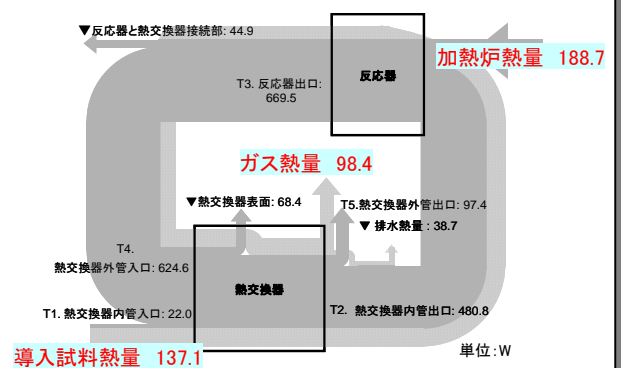 ▼反応器と熱交換器接続部: 44.9
加熱炉熱量 188.7
反応器
T3. 反応器出口:
669.5
ガス熱量 98.4
▼熱交換器表面: 68.4
T5.熱交換器外管出口: 97.4
▼ 排水熱量 : 38.7
T4.
熱交換器外管入口: 624.6
熱交換器
T1. 熱交換器内管入口: 22.0
T2. 熱交換器内管出口: 480.8
導入試料熱量 137.1
単位:W